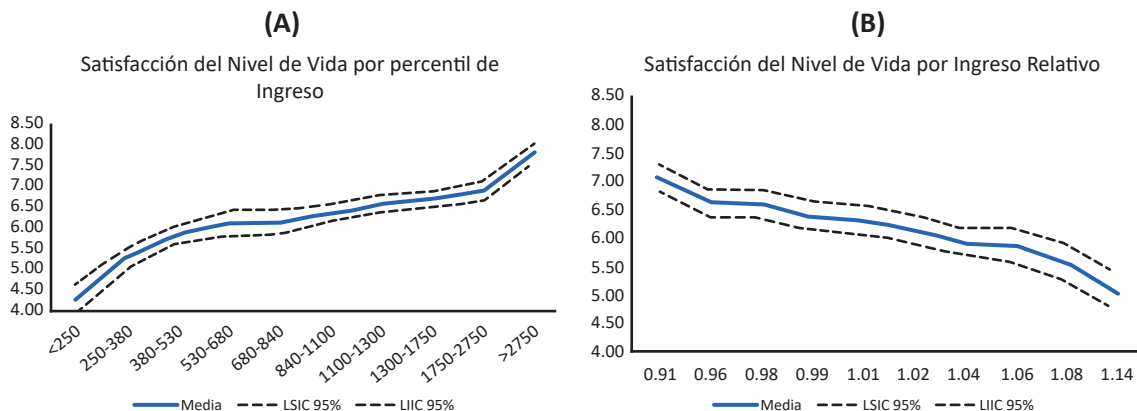 (A)
Satisfacción del Nivel de Vida por percentil de
Ingreso
8.50
8.00
7.50
7.00
6.50
6.00
5.50
5.00
4.50
4.00
<250
250-380
380-530
530-680
680-840
840-1100
1100-1300
1300-1750
1750-2750
>2750
Media
LSIC 95%
LIIC 95%
(B)
Satisfacción del Nivel de Vida por Ingreso Relativo
8.50
8.00
7.50
7.00
6.50
6.00
5.50
5.00
4.50
4.00
0.91 0.96 0.98 0.99 1.01 1.02 1.04 1.06 1.08 1.14
Media
LSIC 95%
LIIC 95%